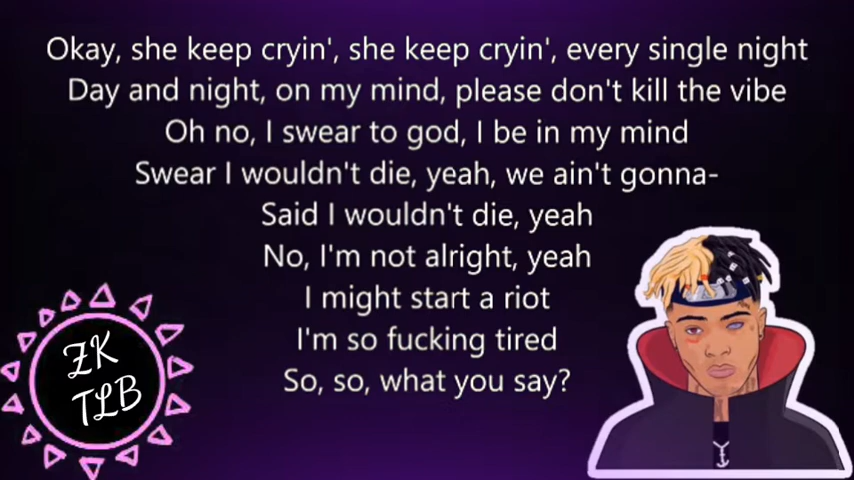 Okay, she keep cryin', she keep cryin', every single night
Day and night, on my mind, please don't kill the vibe
Oh no, I swear to god, I be in my mind
Swear I wouldn't die, yeah, we ain't gonna-
Said I wouldn't die, yeah
No, I'm not alright, yeah
I might start a riot
I'm so fucking tired
So, so, what you say?
ZK
TLB